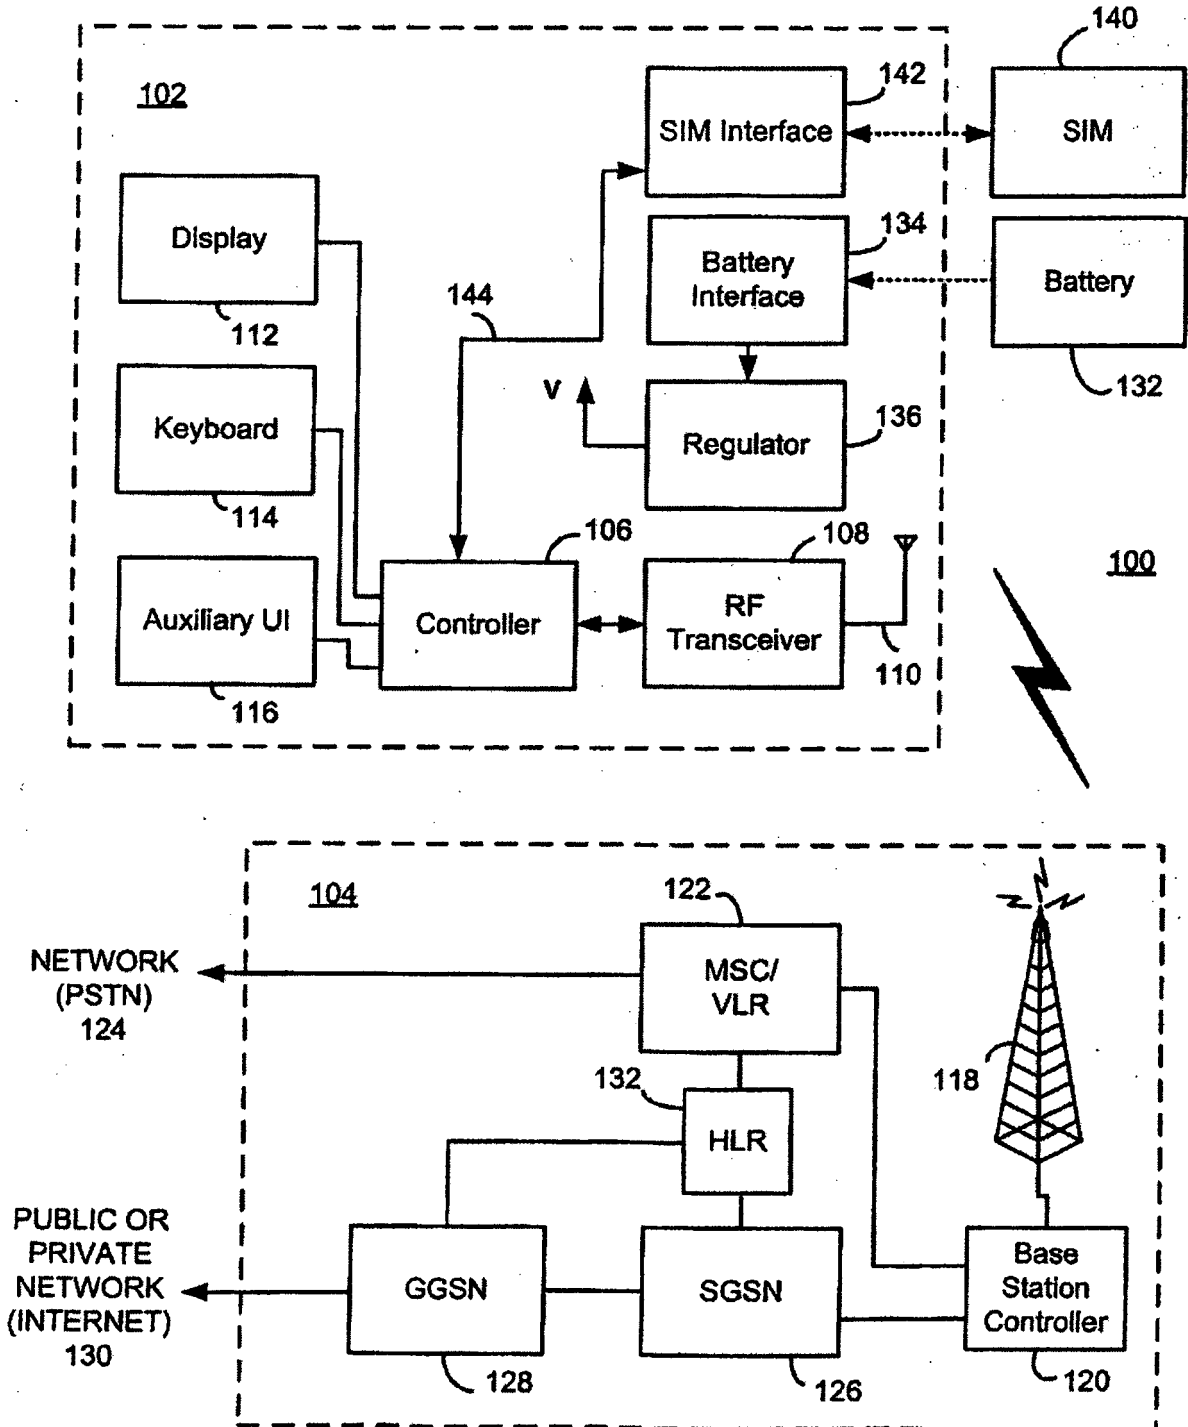 140
102
142
SIM Interface
SIM
Display
134
Battery
Interface
Battery
144
112
132
V
Keyboard
Regulator
136
114
106
108
100
Auxiliary UI
Controller
RF
Transceiver
110
116
104
122
NETWORK
(PSTN)
124
MSC/
VLR
118
132
HLR
PUBLIC OR
PRIVATE
NETWORK
(INTERNET)
130
GGSN
SGSN
Base
Station
Controller
128
126
120